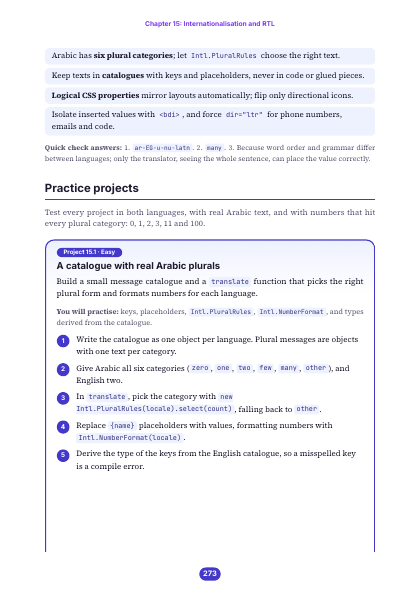 Chapter 15: Internationalisation and RTL
Arabic has six plural categories; let Intl.PluralRules choose the right text.
Keep texts in catalogues with keys and placeholders, never in code or glued pieces.
Logical CSS properties mirror layouts automatically; flip only directional icons.
Isolate inserted values with <bdi>, and force dir="ltr" for phone numbers,
emails and code.
Quick check answers: 1. ar-EG-u-nu-latn. 2. many. 3. Because word order and grammar differ
between languages; only the translator, seeing the whole sentence, can place the value correctly.
Practice projects
Test every project in both languages, with real Arabic text, and with numbers that hit
every plural category: 0, 1, 2, 3, 11 and 100.
Project 15.1 · Easy
A catalogue with real Arabic plurals
Build a small message catalogue and a translate function that picks the right
plural form and formats numbers for each language.
You will practise: keys, placeholders, Intl.PluralRules, Intl.NumberFormat, and types
derived from the catalogue.
1 Write the catalogue as one object per language. Plural messages are objects
with one text per category.
2 Give Arabic all six categories (zero, one, two, few, many, other), and
English two.
3 In translate, pick the category with new
Intl.PluralRules(locale).select(count), falling back to other.
4 Replace {name} placeholders with values, formatting numbers with
Intl.NumberFormat(locale).
5 Derive the type of the keys from the English catalogue, so a misspelled key
is a compile error.
273